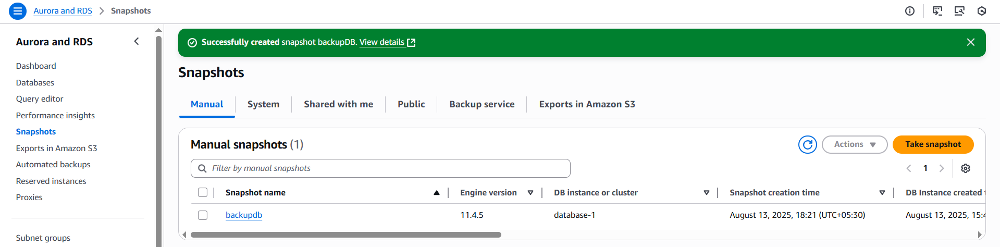 Aurora and RDS > Snapshots
Aurora and RDS
Dashboard
Databases
Query editor
Performance insights
Snapshots
Exports in Amazon S3
Automated backups
Reserved instances
Proxies
Subnet groups
Successfully created snapshot backupDB. View details
Snapshots
Manual System Shared with me Public Backup service Exports in Amazon S3
Manual snapshots (1)
Actions Take snapshot
Filter by manual snapshots
1
Snapshot name Engine version DB instance or cluster Snapshot creation time DB Instance created
backupdb 11.4.5 database-1 August 13, 2025, 18:21 (UTC+05:30) August 13, 2025, 15:4